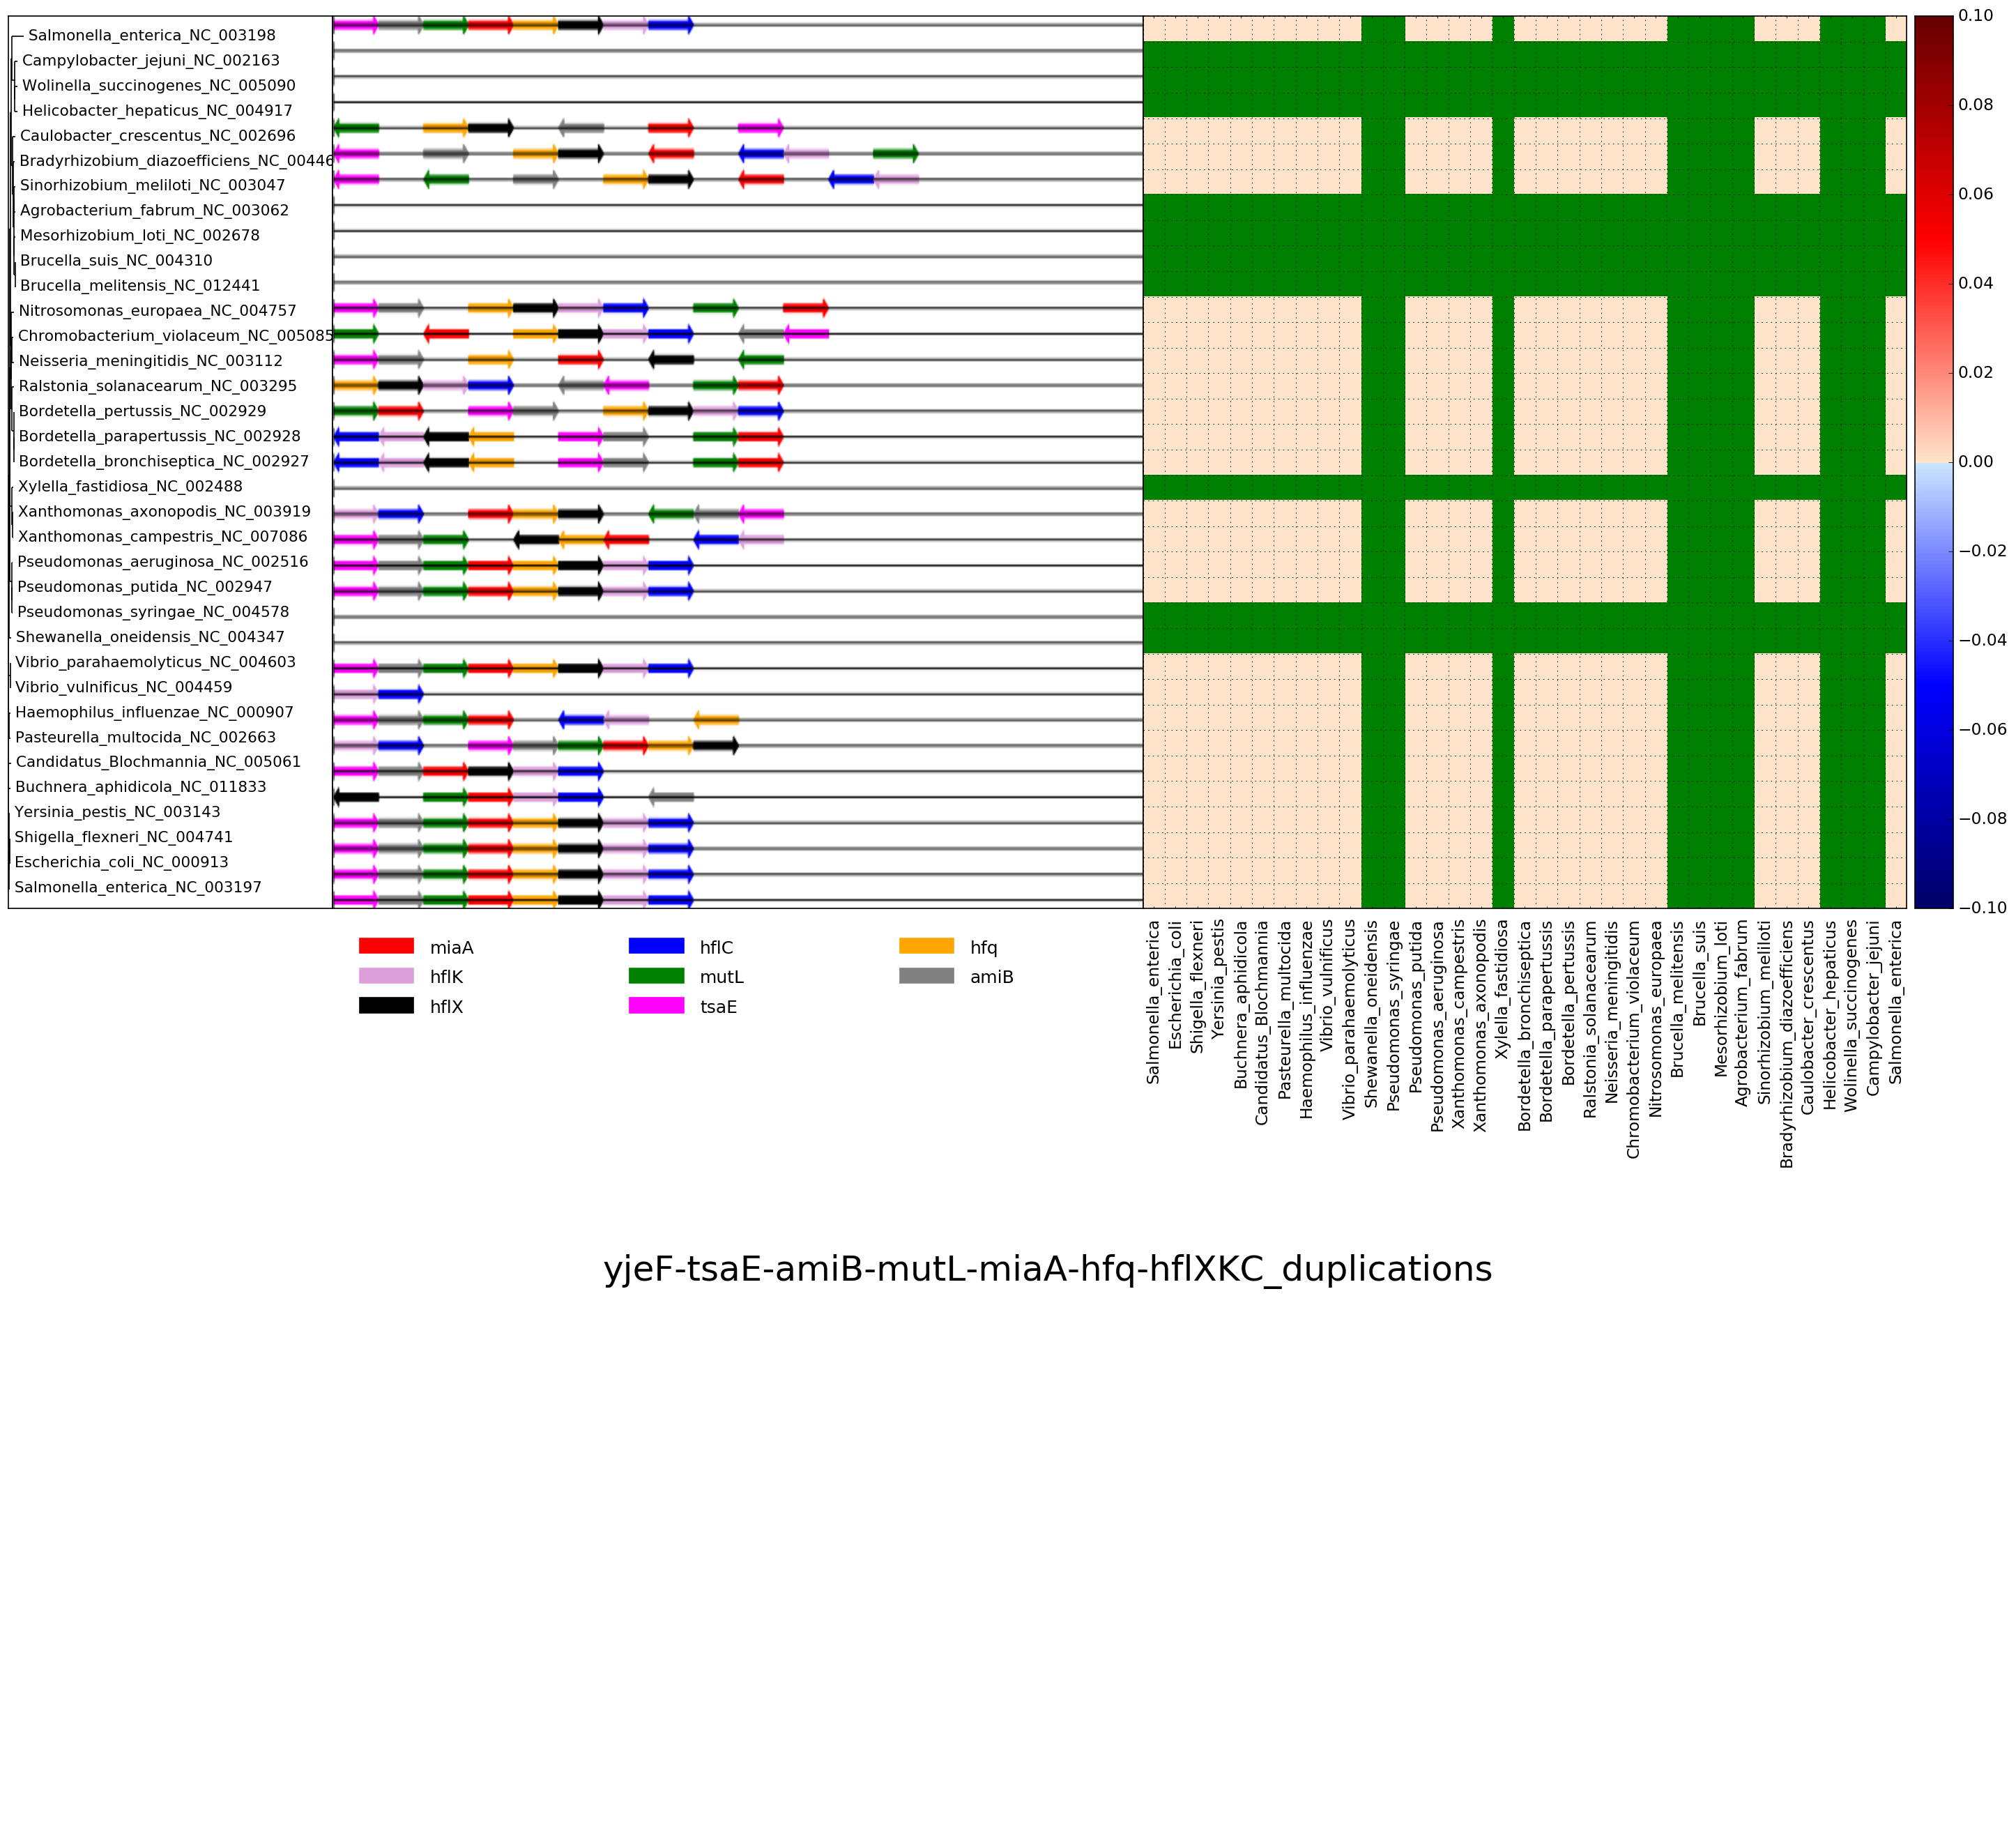 Salmonella_enterica_NC_003198
Campylobacter_jejuni_NC_002163
Wolinella_succinogenes_NC_005090
Helicobacter_hepaticus_NC_004917
Caulobacter_crescentus_NC_002696
Bradyrhizobium_diazoefficiens_NC_00446
Sinorhizobium_meliloti_NC_003047
Agrobacterium_fabrum_NC_003062
Mesorhizobium_loti_NC_002678
Brucella_suis_NC_004310
Brucella_melitensis_NC_012441
Nitrosomonas_europaea_NC_004757
Chromobacterium_violaceum_NC_005085
Neisseria_meningitidis_NC_003112
Ralstonia_solanacearum_NC_003295
Bordetella_pertussis_NC_002929
Bordetella_parapertussis_NC_002928
Bordetella_bronchiseptica_NC_002927
Xylella_fastidiosa_NC_002488
Xanthomonas_axonopodis_NC_003919
Xanthomonas_campestris_NC_007086
Pseudomonas_aeruginosa_NC_002516
Pseudomonas_putida_NC_002947
Pseudomonas_syringae_NC_004578
Shewanella_oneidensis_NC_004347
Vibrio_parahaemolyticus_NC_004603
Vibrio_vulnificus_NC_004459
Haemophilus_influenzae_NC_000907
Pasteurella_multocida_NC_002663
Candidatus_Blochmannia_NC_005061
Buchnera_aphidicola_NC_011833
Yersinia_pestis_NC_003143
Shigella_flexneri_NC_004741
Escherichia_coli_NC_000913
Salmonella_enterica_NC_003197
0.10
0.08
0.06
0.04
0.02
0.00
−0.02
−0.04
−0.06
−0.08
−0.10
Salmonella_enterica
Escherichia_coli
Shigella_flexneri
Yersinia_pestis
Buchnera_aphidicola
Candidatus_Blochmannia
Pasteurella_multocida
Haemophilus_influenzae
Vibrio_vulnificus
Vibrio_parahaemolyticus
Shewanella_oneidensis
Pseudomonas_syringae
Pseudomonas_putida
Pseudomonas_aeruginosa
Xanthomonas_campestris
Xanthomonas_axonopodis
Xylella_fastidiosa
Bordetella_bronchiseptica
Bordetella_parapertussis
Bordetella_pertussis
Ralstonia_solanacearum
Neisseria_meningitidis
Chromobacterium_violaceum
Nitrosomonas_europaea
Brucella_melitensis
Brucella_suis
Mesorhizobium_loti
Agrobacterium_fabrum
Sinorhizobium_meliloti
Bradyrhizobium_diazoefficiens
Caulobacter_crescentus
Helicobacter_hepaticus
Wolinella_succinogenes
Campylobacter_jejuni
Salmonella_enterica
miaA hflC hfq
hflK mutL amiB
hflX tsaE
yjeF-tsaE-amiB-mutL-miaA-hfq-hflXKC_duplications